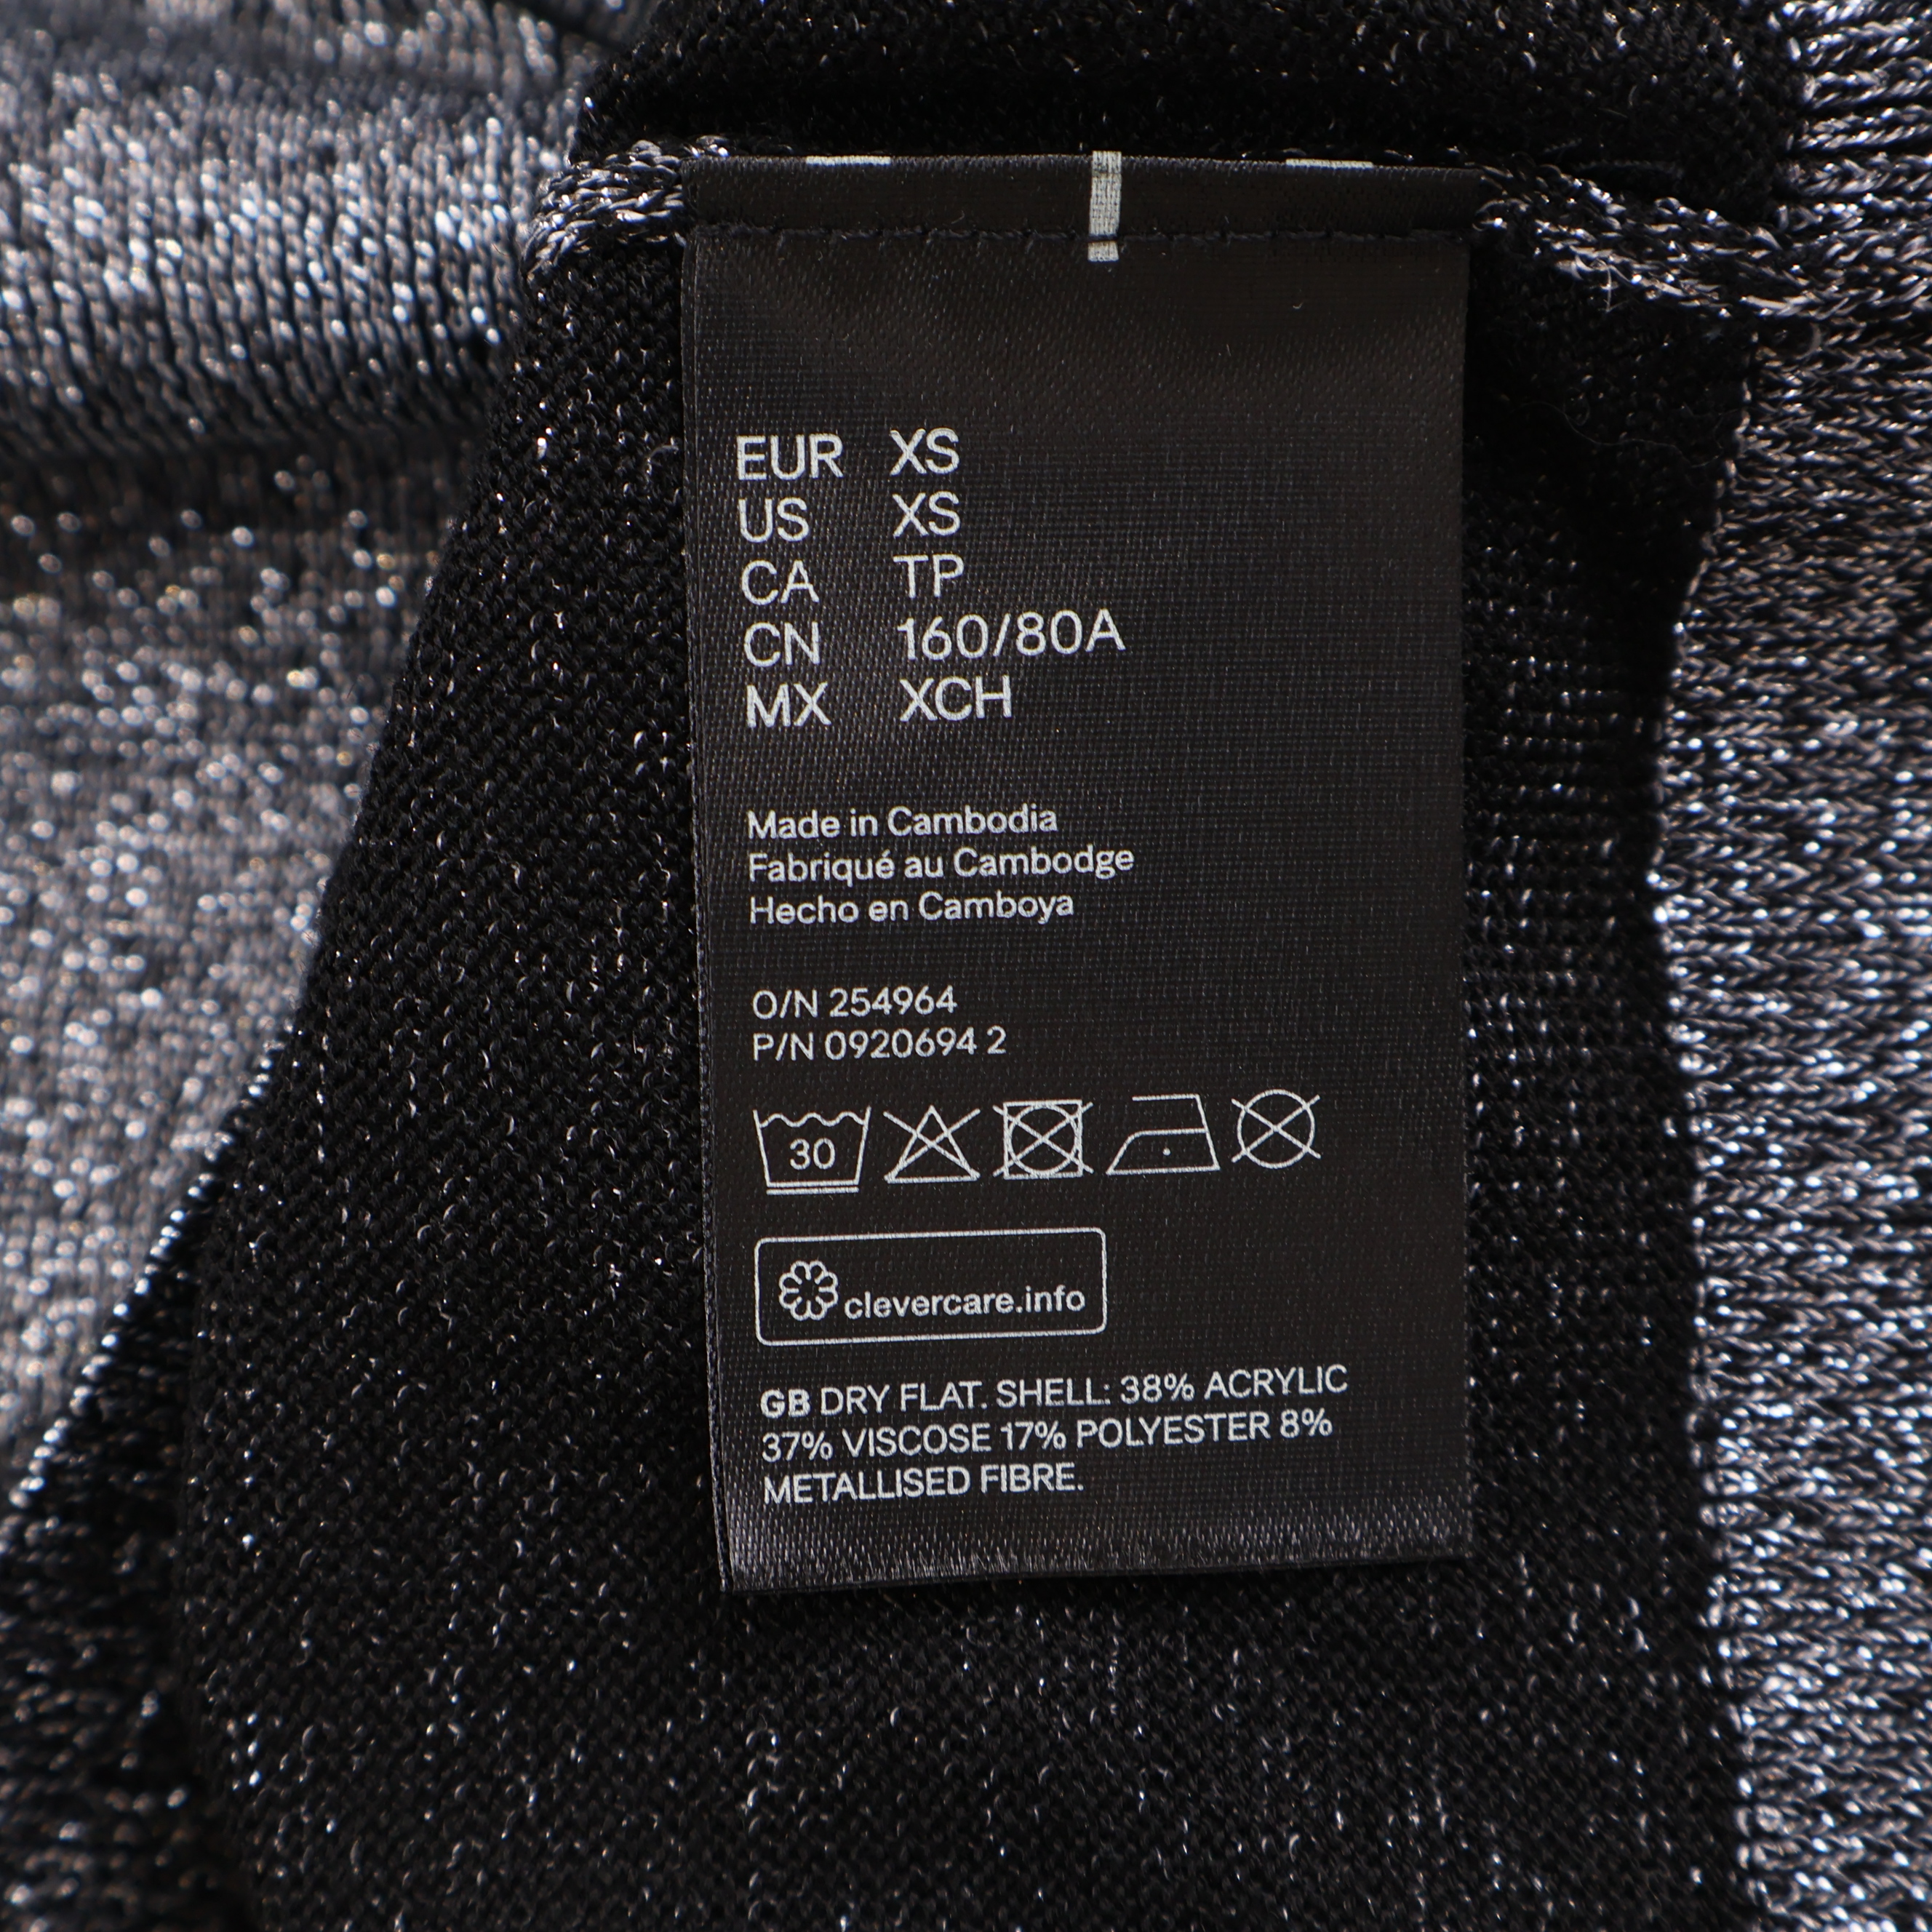 EUR XS
US XS
CA TP
CN 160/80A
MX XCH
Made in Cambodia
Fabriqué au Cambodge
Hecho en Camboya
O/N 254964
P/N 0920694 2
30
clevercare.info
GB DRY FLAT. SHELL: 38% ACRYLIC
37% VISCOSE 17% POLYESTER 8%
METALLISED FIBRE.